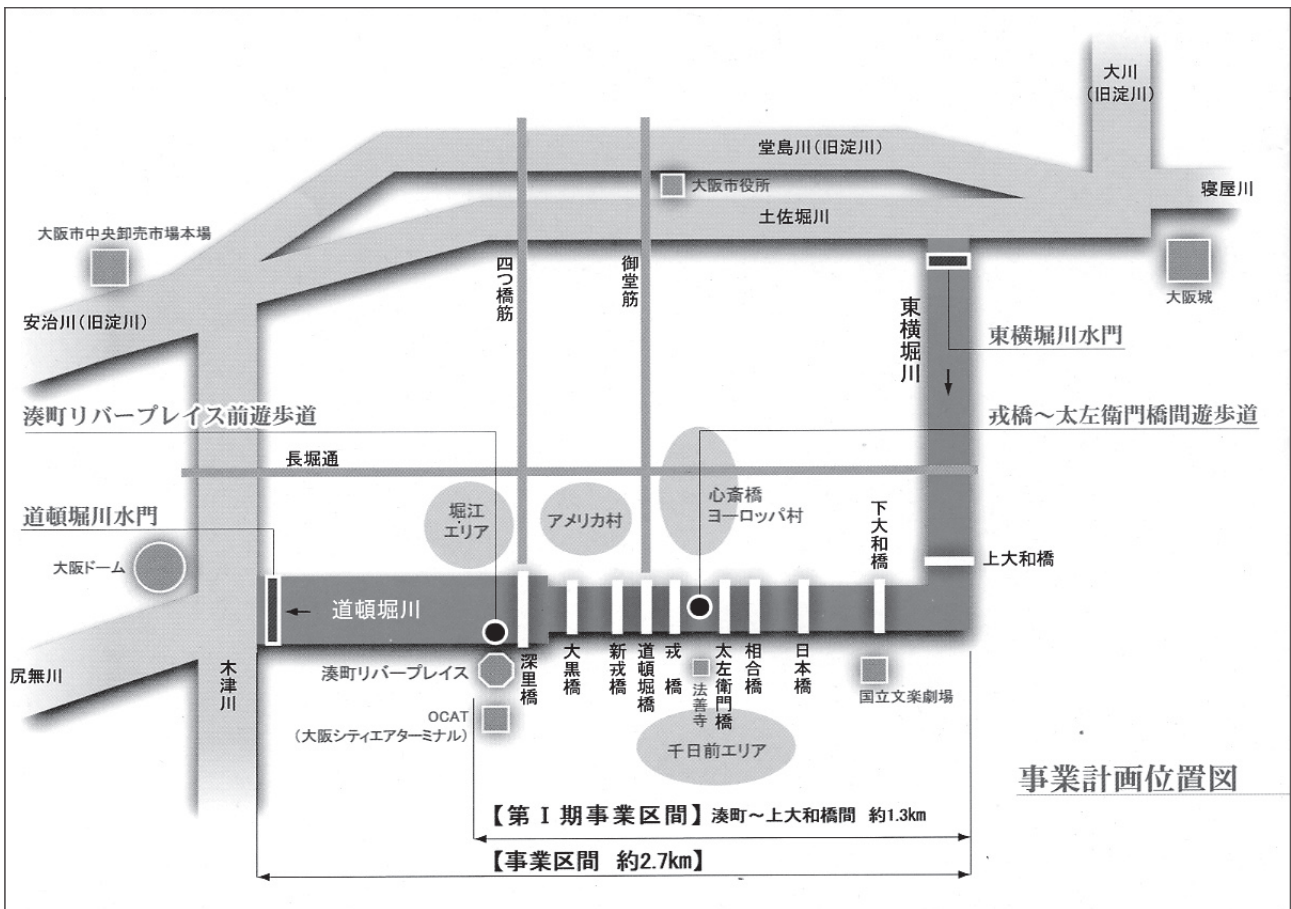 大川
(旧淀川)
堂島川(旧淀川)
大阪市役所
寝屋川
土佐堀川
大阪市中央卸売市場本場
四つ橋筋
御堂筋
大阪城
安治川(旧淀川)
東横堀川
東横堀川水門
湊町リバープレイス前遊歩道
戎橋～太左衛門橋間遊歩道
長堀通
心斎橋
ヨーロッパ村
堀江
エリア
アメリカ村
下大和橋
道頓堀川水門
大阪ドーム
上大和橋
道頓堀川
尻無川
木津川
湊町リバープレイス
深里橋
大黒橋
新戎橋
道頓堀橋
戎橋
法善寺
太左衛門橋
相合橋
日本橋
国立文楽劇場
OCAT
(大阪シティエアターミナル)
千日前エリア
事業計画位置図
【第Ⅰ期事業区間】湊町～上大和橋間 約1.3km
【事業区間 約2.7km】